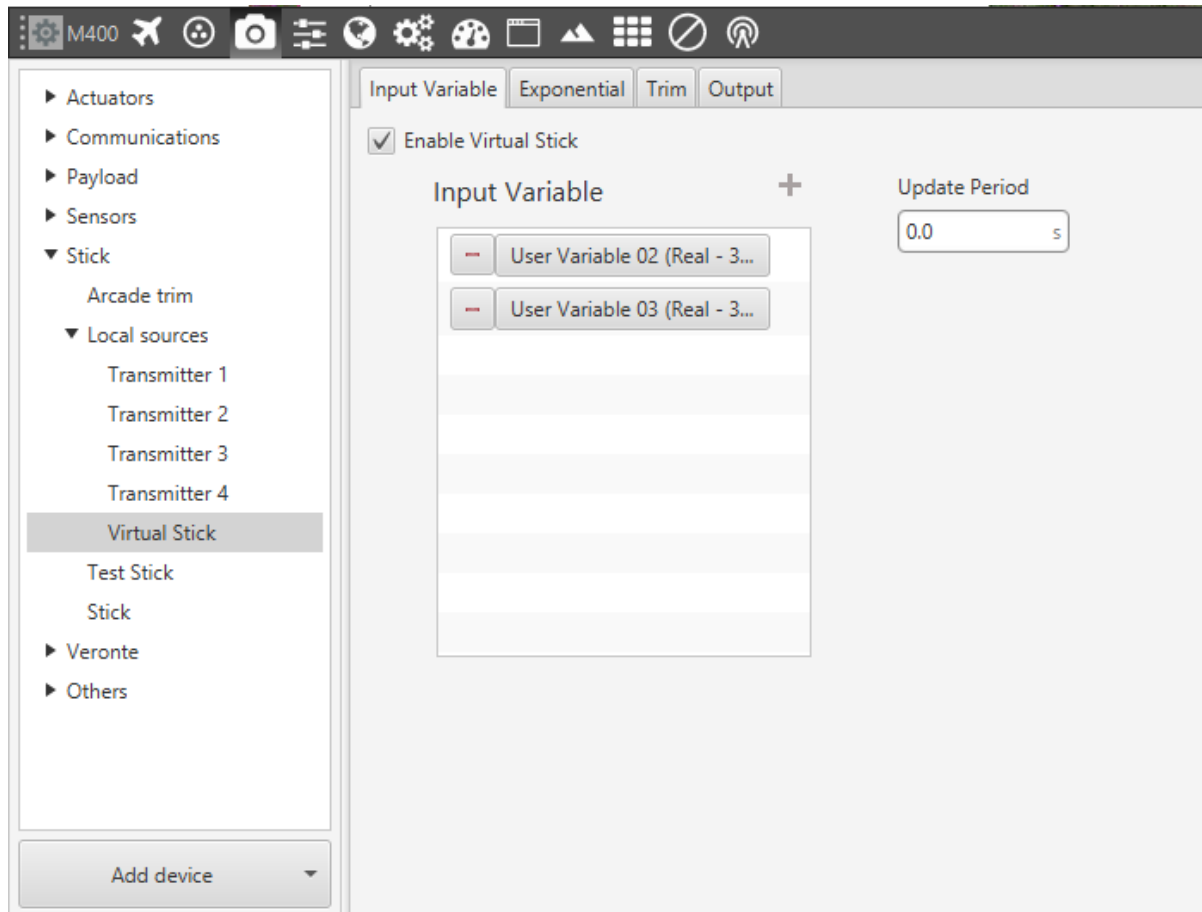 M400
Actuators
Communications
Payload
Sensors
Stick
Arcade trim
Local sources
Transmitter 1
Transmitter 2
Transmitter 3
Transmitter 4
Virtual Stick
Test Stick
Stick
Veronte
Others
Add device
Input Variable Exponential Trim Output
Enable Virtual Stick
Input Variable
User Variable 02 (Real - 3...
User Variable 03 (Real - 3...
Update Period
0.0 s